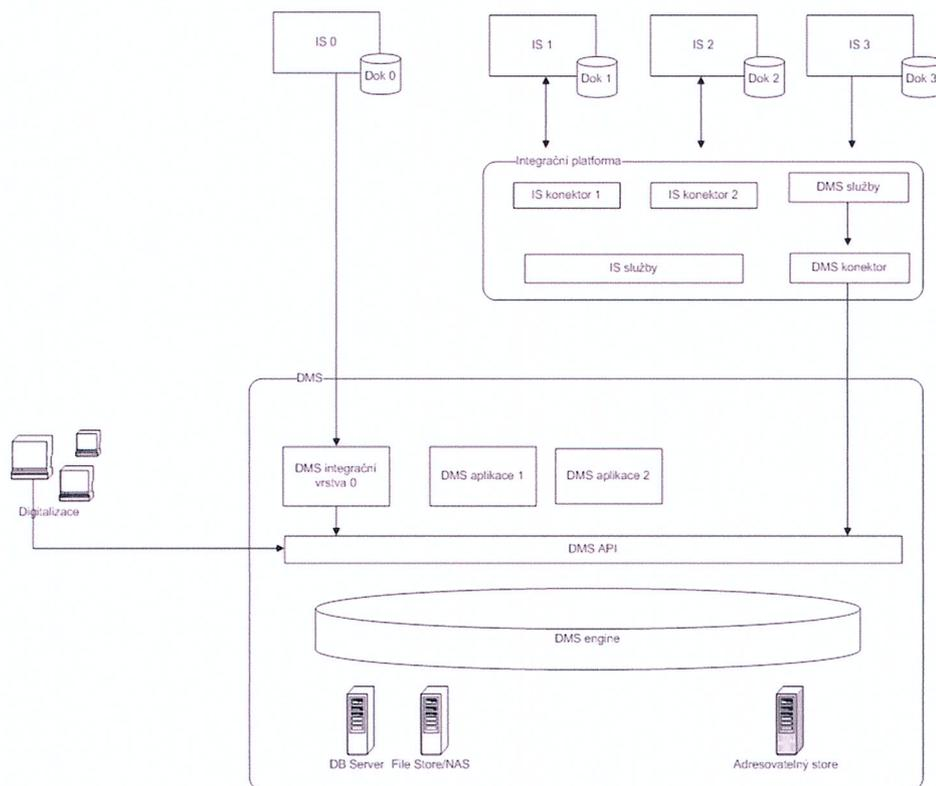 IS 0
Dok 0
IS 1
Dok 1
IS 2
Dok 2
IS 3
Dok 3
Integrační platforma
IS konektor 1
IS konektor 2
DMS služby
IS služby
DMS konektor
DMS
DMS integrační
vrstva 0
DMS aplikace 1
DMS aplikace 2
Digitalizace
DMS API
DMS engine
DB Server
File Store/NAS
Adresovatelný store